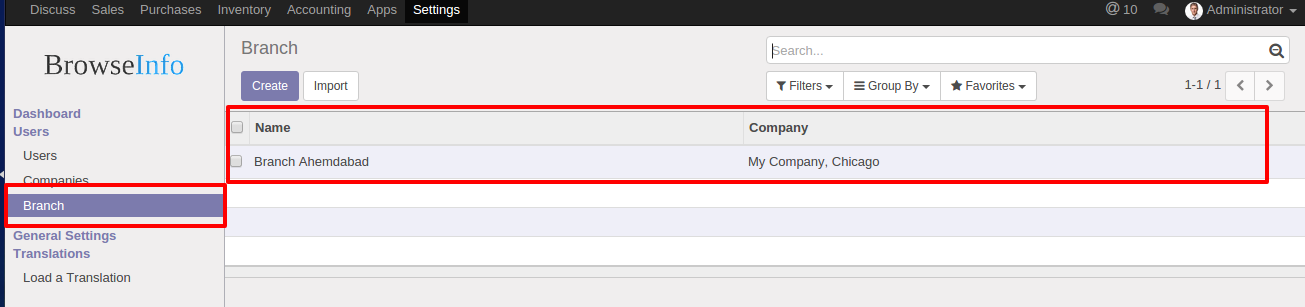 Discuss Sales Purchases Inventory Accounting Apps Settings @ 10 Administrator
BrowseInfo
Dashboard
Users
Users
Companies
Branch
General Settings
Translations
Load a Translation
Branch
Search...
Create Import
Filters Group By Favorites 1-1 / 1
Name Company
Branch Ahemdabad My Company, Chicago